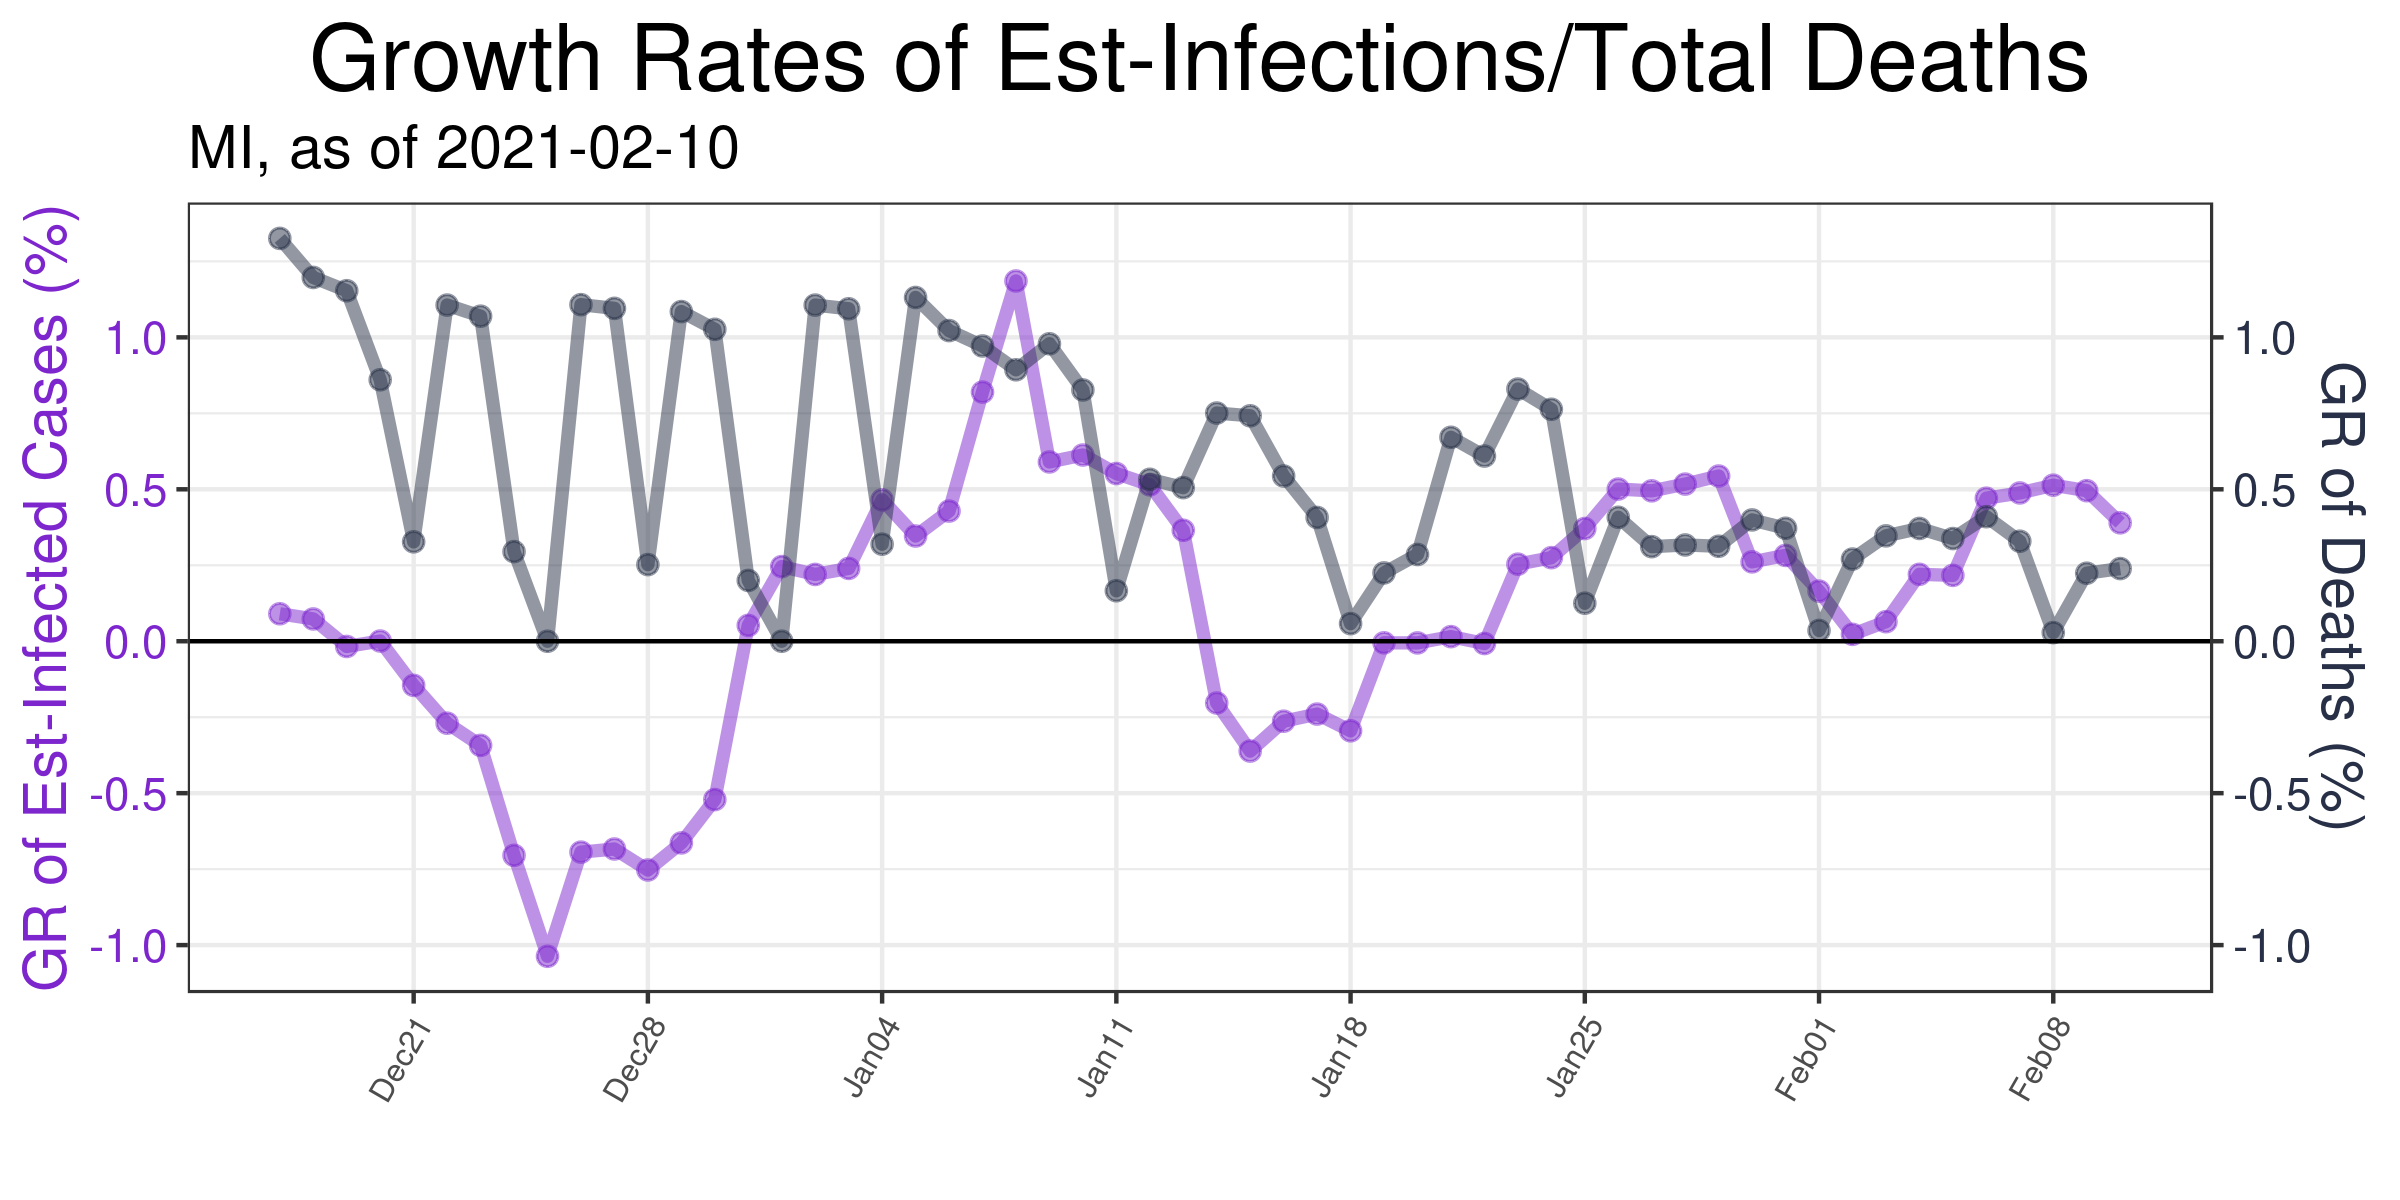 Growth Rates of Est-Infections/Total Deaths
MI, as of 2021-02-10
GR of Est-Infected Cases (%)
1.0
0.5
0.0
-0.5
-1.0
1.0
0.5
0.0
-0.5
-1.0
GR of Deaths (%)
Dec21
Dec28
Jan04
Jan11
Jan18
Jan25
Feb01
Feb08